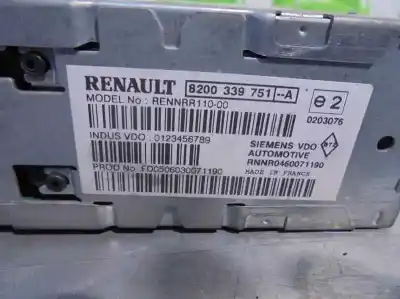 RENAULT 8200 339 751 --A
MODEL No : RENNRR110-00
e 2
0203076
INDUS VDO : 0123456789
SIEMENS VDO
AUTOMOTIVE
RNNR0460071190
MADE IN FRANCE
PROD No. ED0506030071190